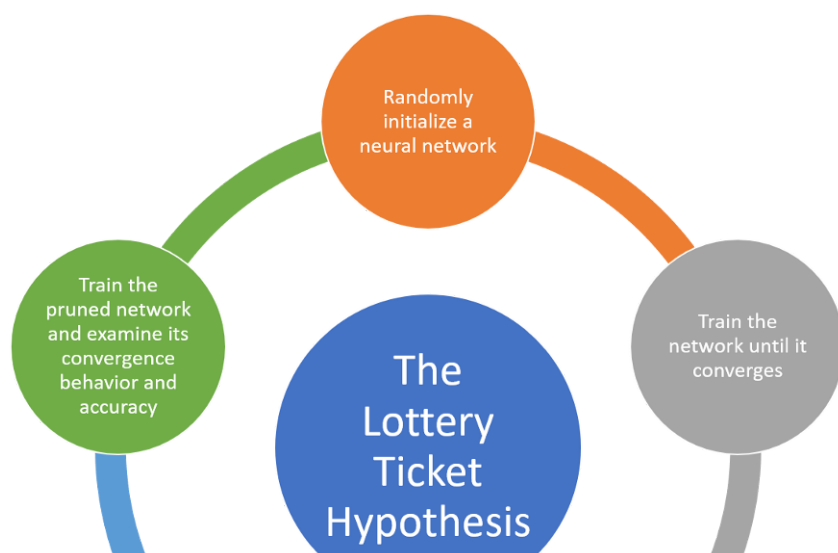 Randomly
initialize a
neural network
Train the
pruned network
and examine its
convergence
behavior and
accuracy
Train the
network until it
converges
The
Lottery
Ticket
Hypothesis